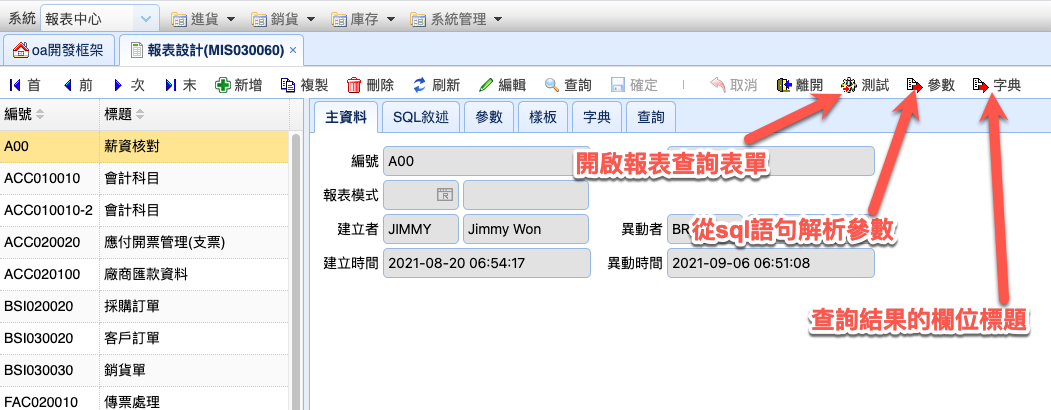 系統 報表中心 進貨 銷貨 庫存 系統管理
oa開發框架 報表設計(MIS030060) ×
首 前 次 末 新增 複製 刪除 刷新 編輯 查詢 確定 取消 離開 測試 參數 字典
編號 標題
主資料 SQL敘述 參數 樣板 字典 查詢
A00 薪資核對
ACC010010 會計科目
ACC010010-2 會計科目
ACC020020 應付開票管理(支票)
ACC020100 廠商匯款資料
BSI020020 採購訂單
BSI030020 客戶訂單
BSI030030 銷貨單
FAC020010 傳票處理
編號 A00
開啟報表查詢表單
報表模式
建立者 JIMMY Jimmy Won 異動者 BR
從sql語句解析參數
建立時間 2021-08-20 06:54:17 異動時間 2021-09-06 06:51:08
查詢結果的欄位標題